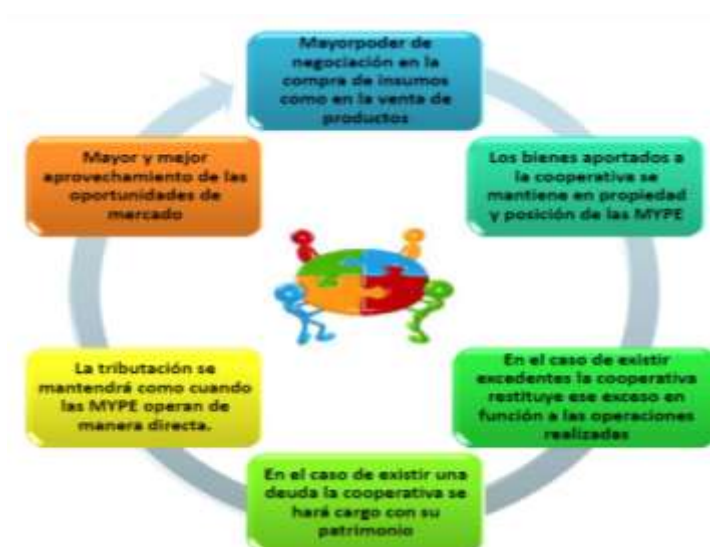 Mayorpoder de
negociación en la
compra de insumos
como en la venta de
productos
Los bienes aportados a
la cooperativa se
mantiene en propiedad
y posición de las MYPE
En el caso de existir
excedentes la cooperativa
restituye ese exceso en
función a las operaciones
realizadas
En el caso de existir una
deuda la cooperativa se
hará cargo con su
patrimonio
La tributación se
mantendrá como cuando
las MYPE operan de
manera directa.
Mayor y mejor
aprovechamiento de las
oportunidades de
mercado